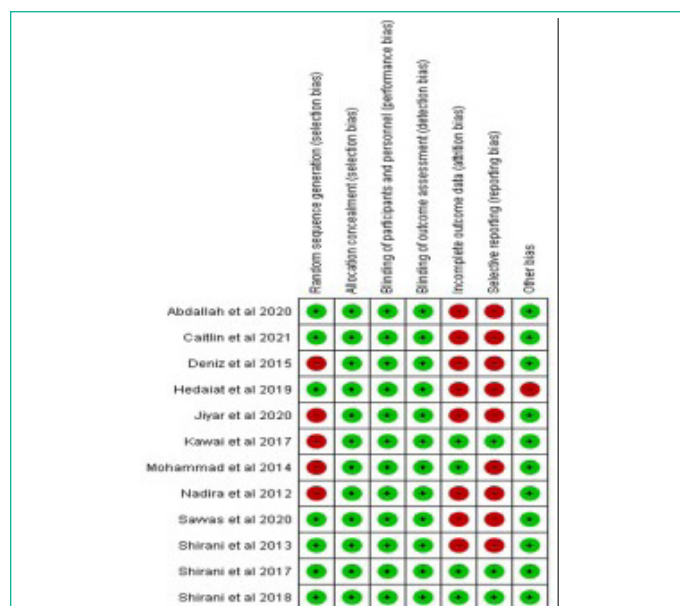 Random sequence generation (selection bias)
Allocation concealment (selection bias)
Blinding of participants and personnel (performance bias)
Blinding of outcome assessment (detection bias)
Incomplete outcome data (attrition bias)
Selective reporting (reporting bias)
Other bias
Abdallah et al 2020
Caitlin et al 2021
Deniz et al 2015
Hedaiat et al 2019
Jiyar et al 2020
Kawai et al 2017
Mohammad et al 2014
Nadira et al 2012
Sawas et al 2020
Shirani et al 2013
Shirani et al 2017
Shirani et al 2018